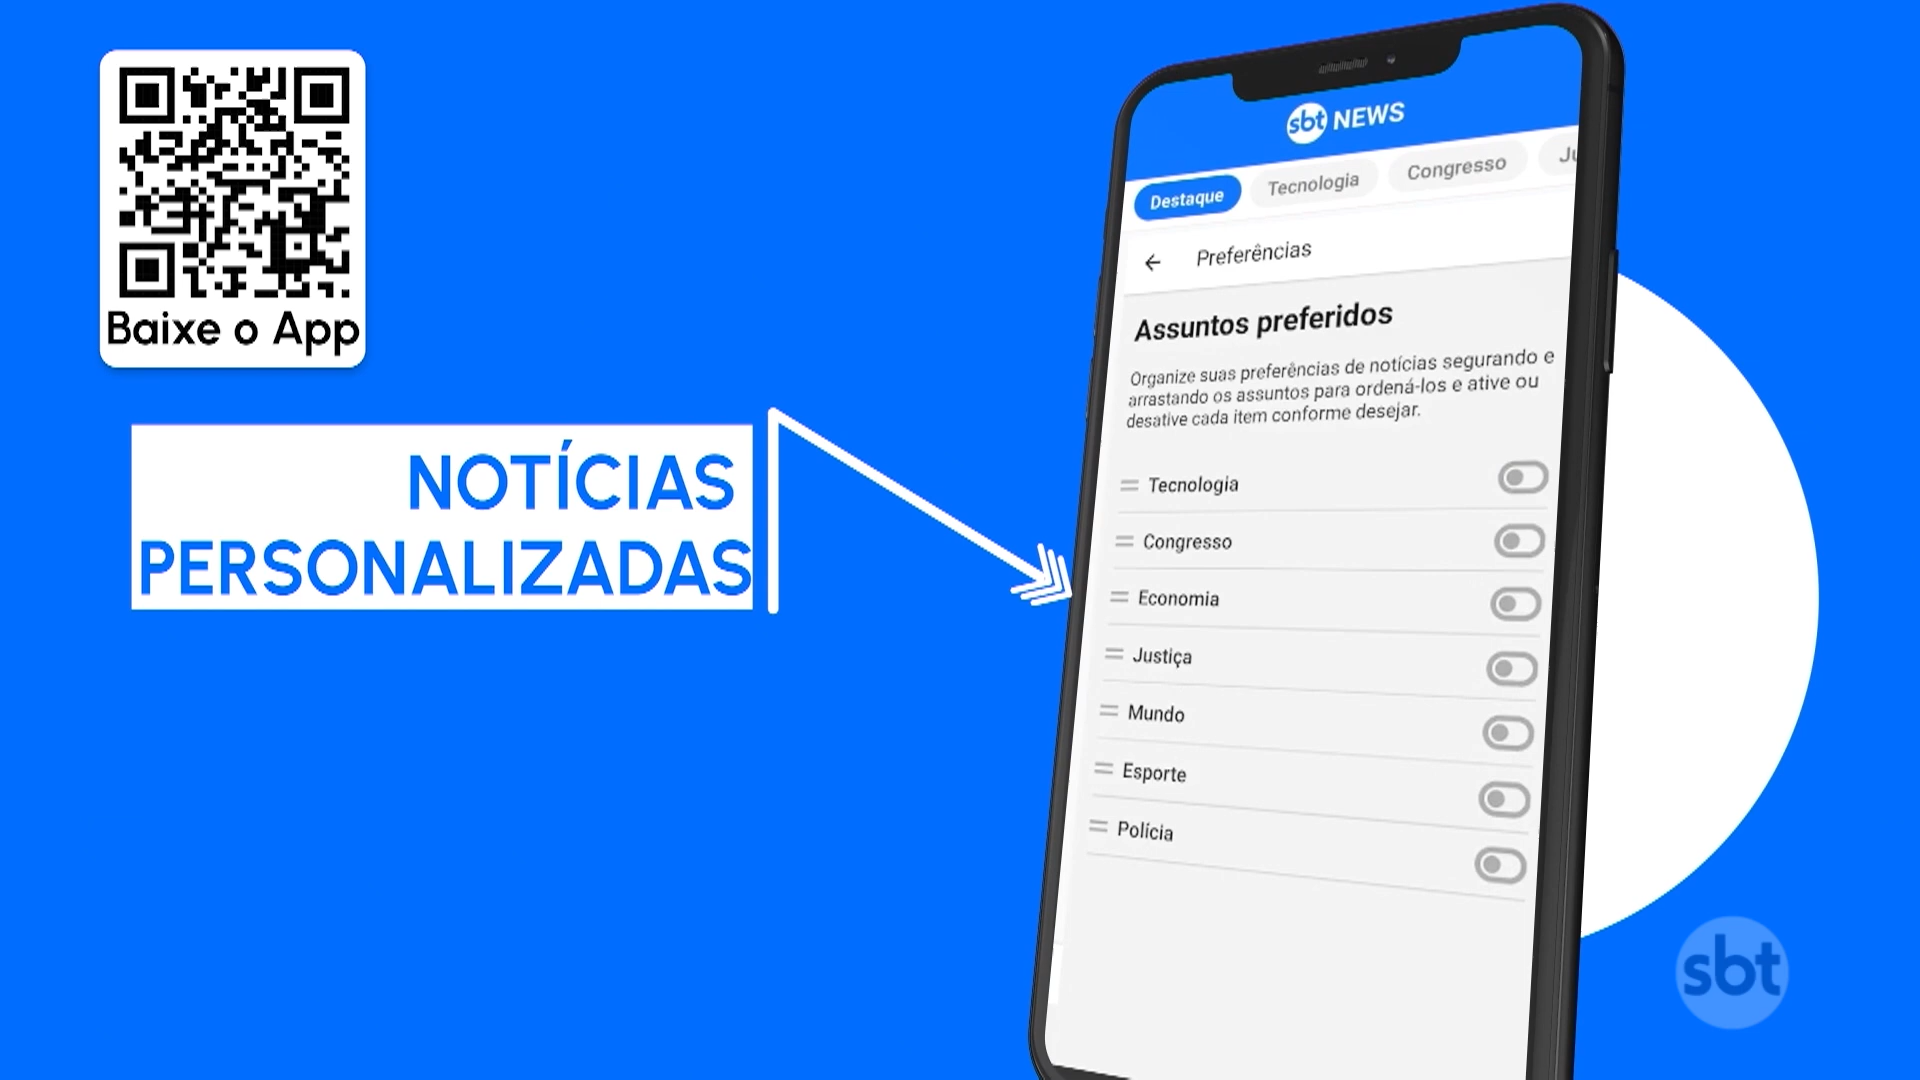 Baixe o App
NOTÍCIAS
PERSONALIZADAS
sbt NEWS
Destaque Tecnologia Congresso Ju
Preferências
Assuntos preferidos
Organize suas preferências de notícias segurando e
arrastando os assuntos para ordená-los e ative ou
desative cada item conforme desejar.
Tecnologia
Congresso
Economia
Justiça
Mundo
Esporte
Polícia
sbt